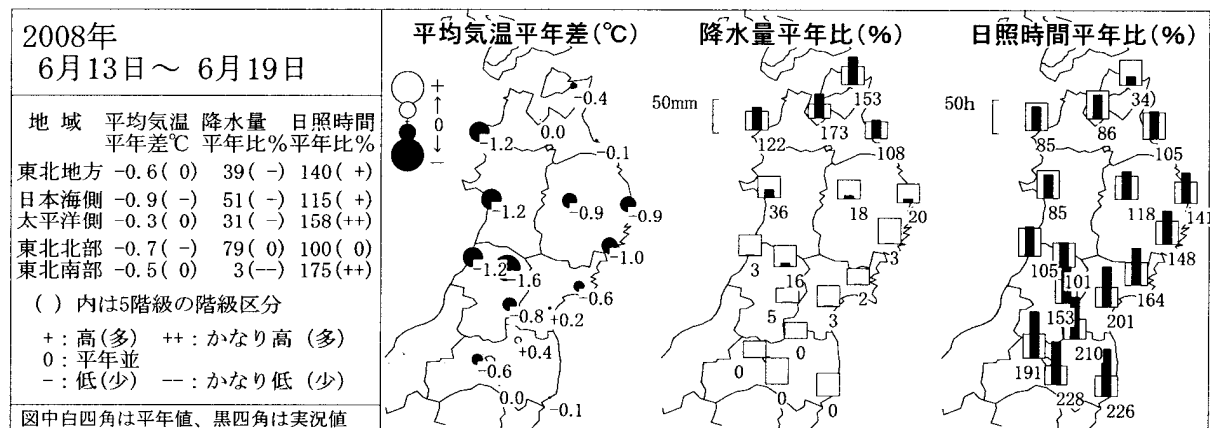 2008年
6月13日～ 6月19日
地 域 平均気温 降水量 日照時間
平年差℃ 平年比% 平年比%
東北地方 -0.6( 0) 39( -) 140( +)
日本海側 -0.9( -) 51( -) 115( +)
太平洋側 -0.3( 0) 31( -) 158(++)
東北北部 -0.7( -) 79( 0) 100( 0)
東北南部 -0.5( 0) 3(--) 175(++)
( ) 内は5階級の階級区分
+：高(多) ++：かなり高 (多)
0：平年並
-：低(少) --：かなり低 (少)
図中白四角は平年値、黒四角は実況値
平均気温平年差(℃)
+
↑
0
↓
-
-0.4
0.0
-1.2
-0.1
-1.2
-0.9
-0.9
-1.0
-1.2
-1.6
-0.6
-0.8
+0.2
+0.4
-0.6
0.0
-0.1
降水量平年比(%)
50mm
153
173
122
108
36
18
20
3
3
16
2
5
3
0
0
0
0
日照時間平年比(%)
50h
34)
86
85
105
85
118
141
148
105
101
164
153
201
210
191
228
226